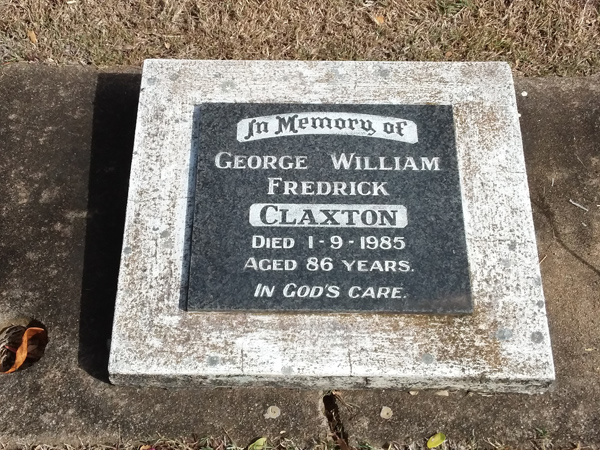 In Memory of
GEORGE WILLIAM
FREDRICK
CLAXTON
DIED 1-9-1985
AGED 86 YEARS.
IN GOD'S CARE.